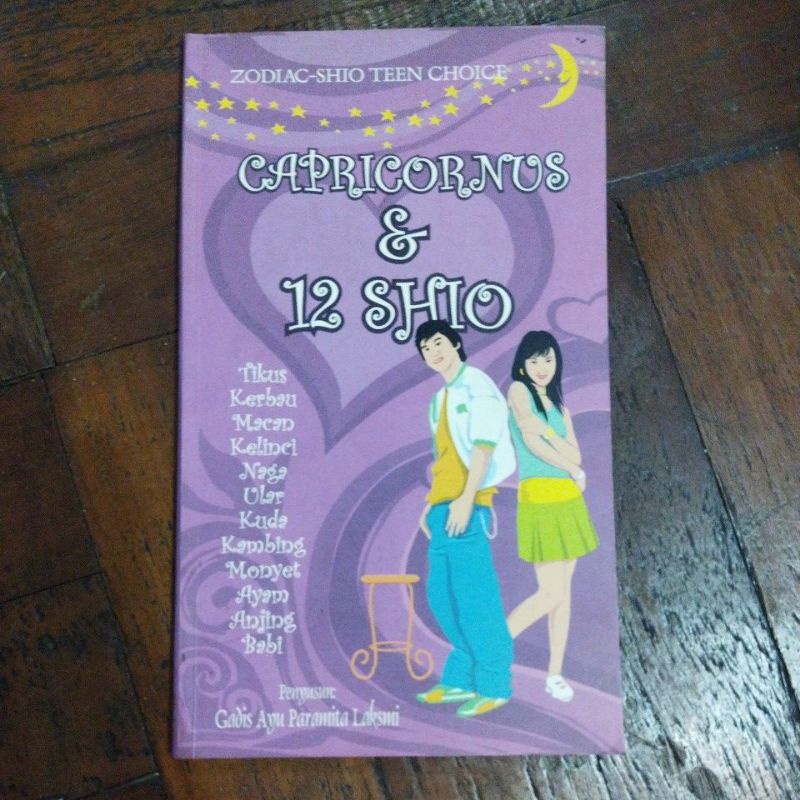 ZODIAC-SHIO TEEN CHOICE
CAPRICORNUS
&
12 SHIO
Tikus
Kerbau
Macan
Kelinci
Naga
Ular
Kuda
Kambing
Monyet
Ayam
Anjing
Babi
Penyusun:
Gadis Ayu Paramita Laksmi